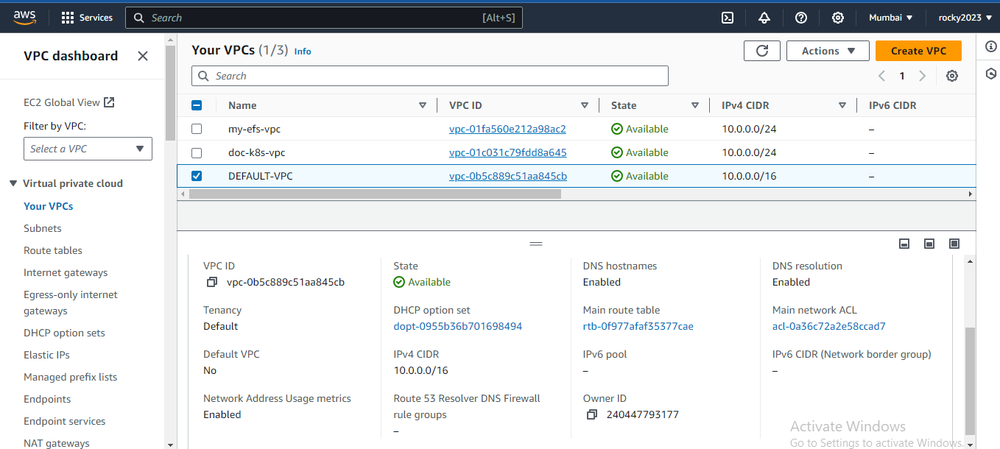 aws Services Search [Alt+S] Mumbai rocky2023
VPC dashboard
EC2 Global View
Filter by VPC:
Select a VPC
Virtual private cloud
Your VPCs
Subnets
Route tables
Internet gateways
Egress-only internet
gateways
DHCP option sets
Elastic IPs
Managed prefix lists
Endpoints
Endpoint services
NAT gateways
Your VPCs (1/3) Info
Actions
Create VPC
Search
1
Name VPC ID State IPv4 CIDR IPv6 CIDR
my-efs-vpc vpc-01fa560e212a98ac2 Available 10.0.0.0/24 –
doc-k8s-vpc vpc-01c031c79fdd8a645 Available 10.0.0.0/24 –
DEFAULT-VPC vpc-0b5c889c51aa845cb Available 10.0.0.0/16 –
VPC ID State DNS hostnames DNS resolution
vpc-0b5c889c51aa845cb Available Enabled Enabled
Tenancy DHCP option set Main route table Main network ACL
Default dopt-0955b36b701698494 rtb-0f977afaf35377cae acl-0a36c72a2e58ccad7
Default VPC IPv4 CIDR IPv6 pool IPv6 CIDR (Network border group)
No 10.0.0.0/16 – –
Network Address Usage metrics Route 53 Resolver DNS Firewall Owner ID
Enabled rule groups 240447793177
–
Activate Windows
Go to Settings to activate Windows.